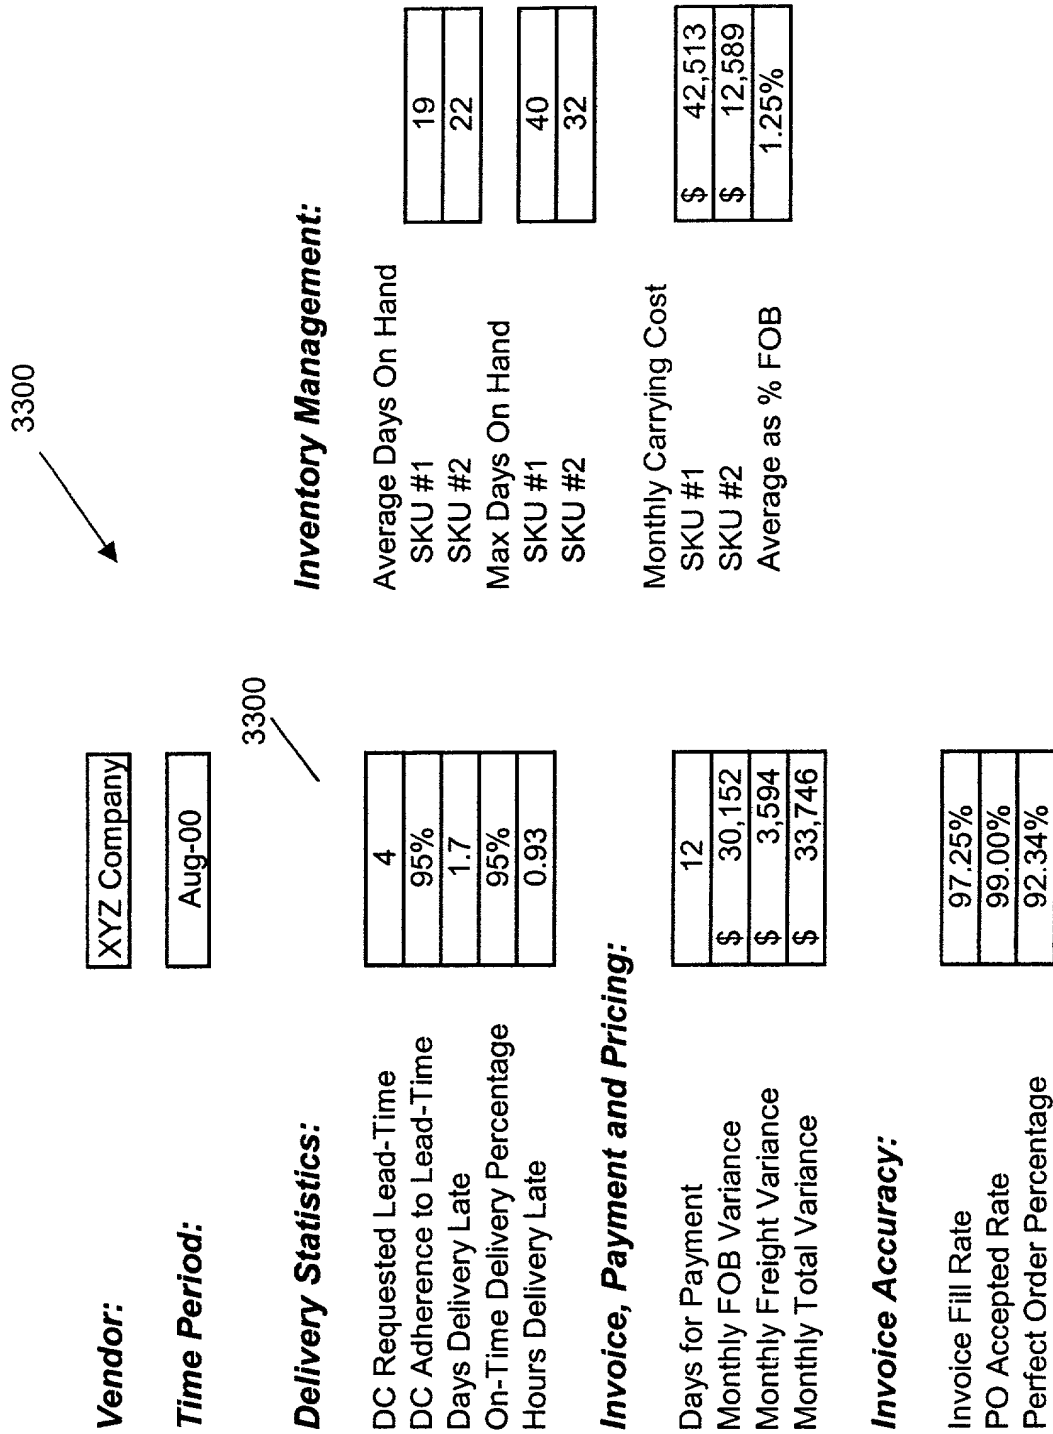 3300
Vendor: XYZ Company
Time Period: Aug-00
3300
Delivery Statistics:
DC Requested Lead-Time 4
DC Adherence to Lead-Time 95%
Days Delivery Late 1.7
On-Time Delivery Percentage 95%
Hours Delivery Late 0.93
Invoice, Payment and Pricing:
Days for Payment 12
Monthly FOB Variance $ 30,152
Monthly Freight Variance $ 3,594
Monthly Total Variance $ 33,746
Invoice Accuracy:
Invoice Fill Rate 97.25%
PO Accepted Rate 99.00%
Perfect Order Percentage 92.34%
Inventory Management:
Average Days On Hand
SKU #1 19
SKU #2 22
Max Days On Hand
SKU #1 40
SKU #2 32
Monthly Carrying Cost
SKU #1 $ 42,513
SKU #2 $ 12,589
Average as % FOB 1.25%